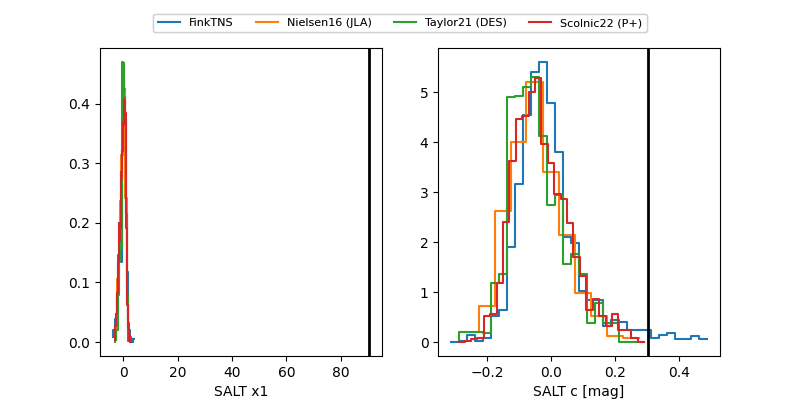 FinkTNS Nielsen16 (JLA) Taylor21 (DES) Scolnic22 (P+)
0.4
0.3
0.2
0.1
0.0
0 20 40 60 80
SALT x1
5
4
3
2
1
0
−0.2 0.0 0.2 0.4
SALT c [mag]